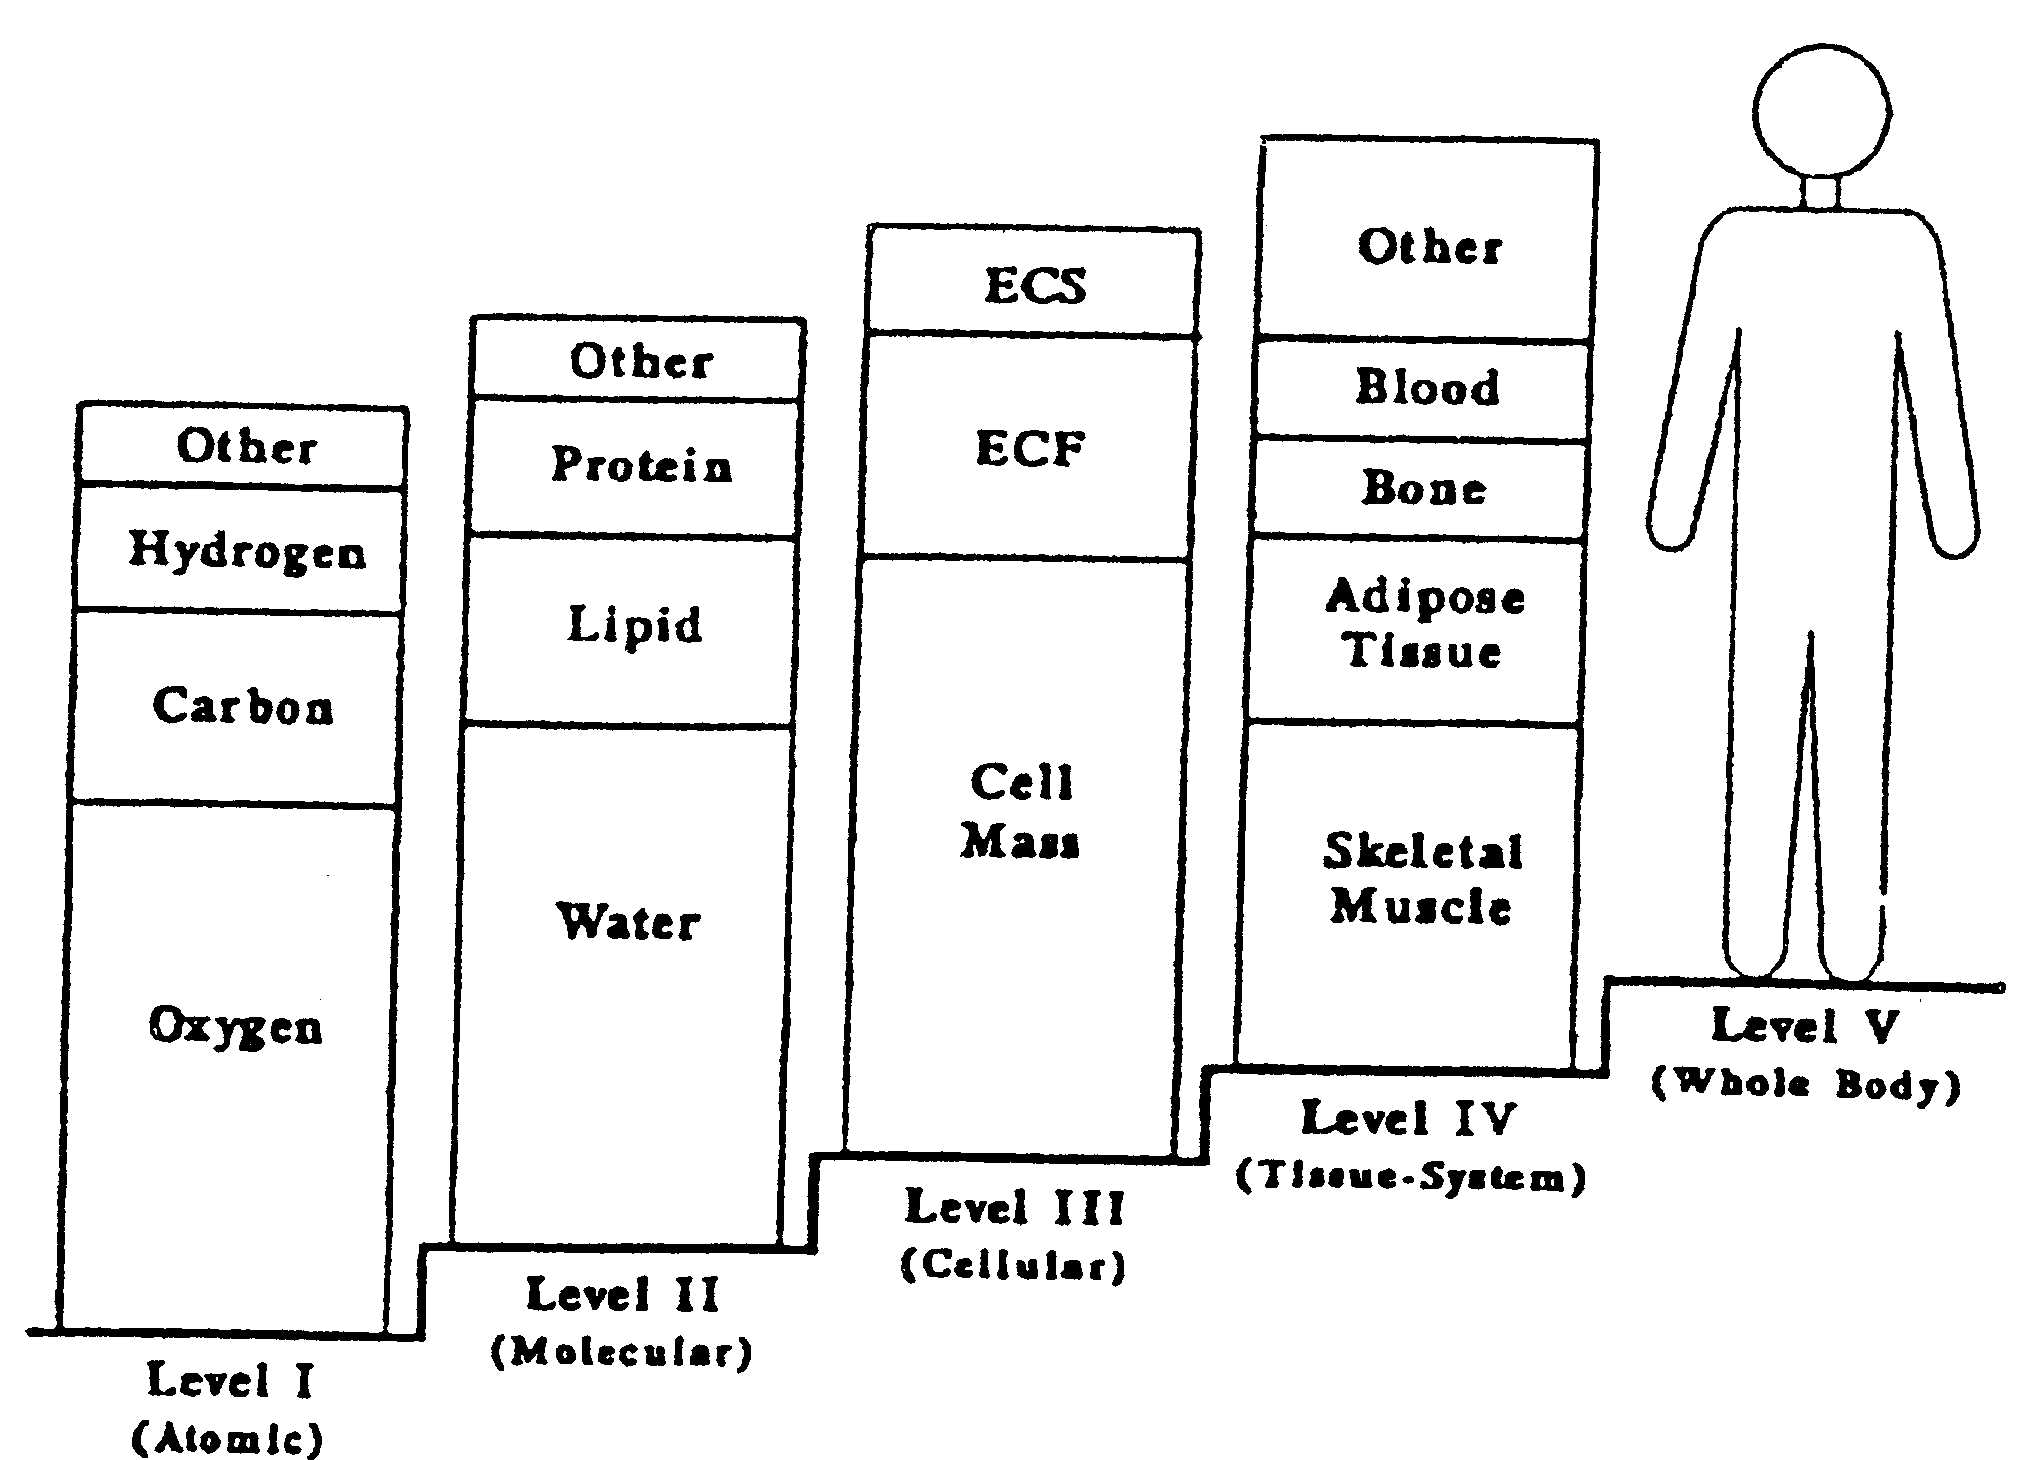 Other
Hydrogen
Carbon
Oxygen
Level I
(Atomic)
Other
Protein
Lipid
Water
Level II
(Molecular)
ECS
ECF
Cell
Mass
Level III
(Cellular)
Other
Blood
Bone
Adipose
Tissue
Skeletal
Muscle
Level IV
(Tissue-System)
Level V
(Whole Body)